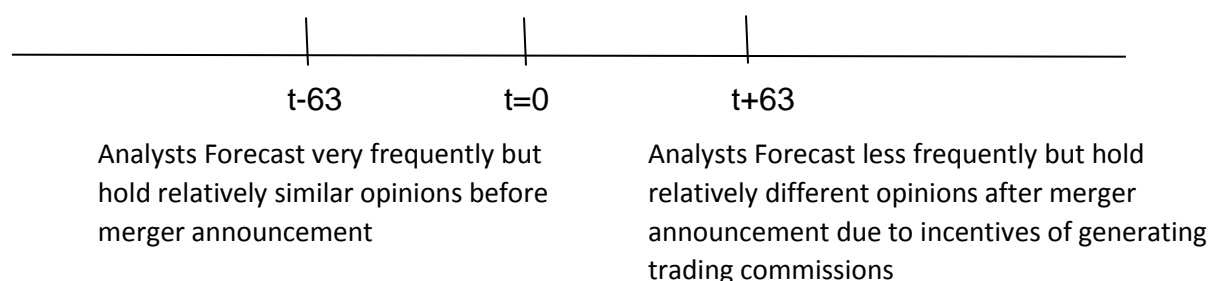 t-63 t=0 t+63
Analysts Forecast very frequently but
hold relatively similar opinions before
merger announcement
Analysts Forecast less frequently but hold
relatively different opinions after merger
announcement due to incentives of generating
trading commissions